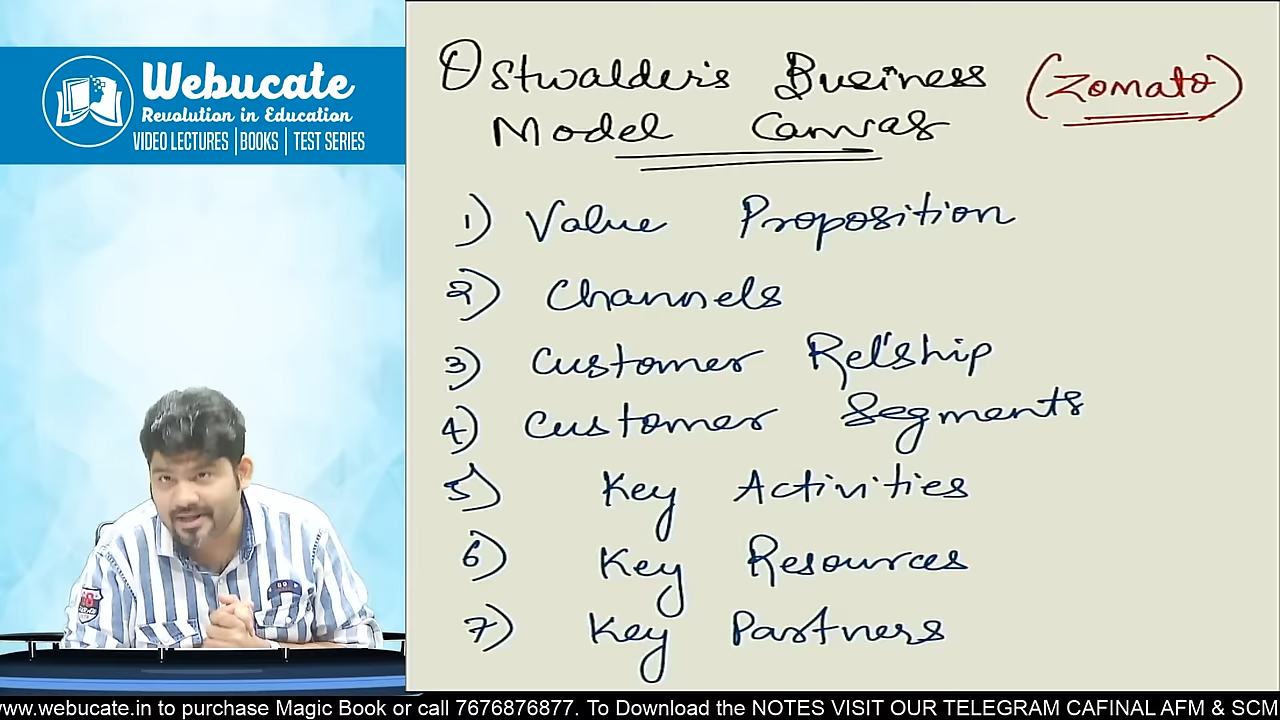 Webucate
Revolution in Education
VIDEO LECTURES | BOOKS | TEST SERIES
Ostwalder's Business (Zomato)
Model Canvas
1) Value Proposition
2) Channels
3) Customer Rel'ship
4) Customer Segments
5) Key Activities
6) Key Resources
7) Key Partners
www.webucate.in to purchase Magic Book or call 7676876877. To Download the NOTES VISIT OUR TELEGRAM CAFINAL AFM & SCM